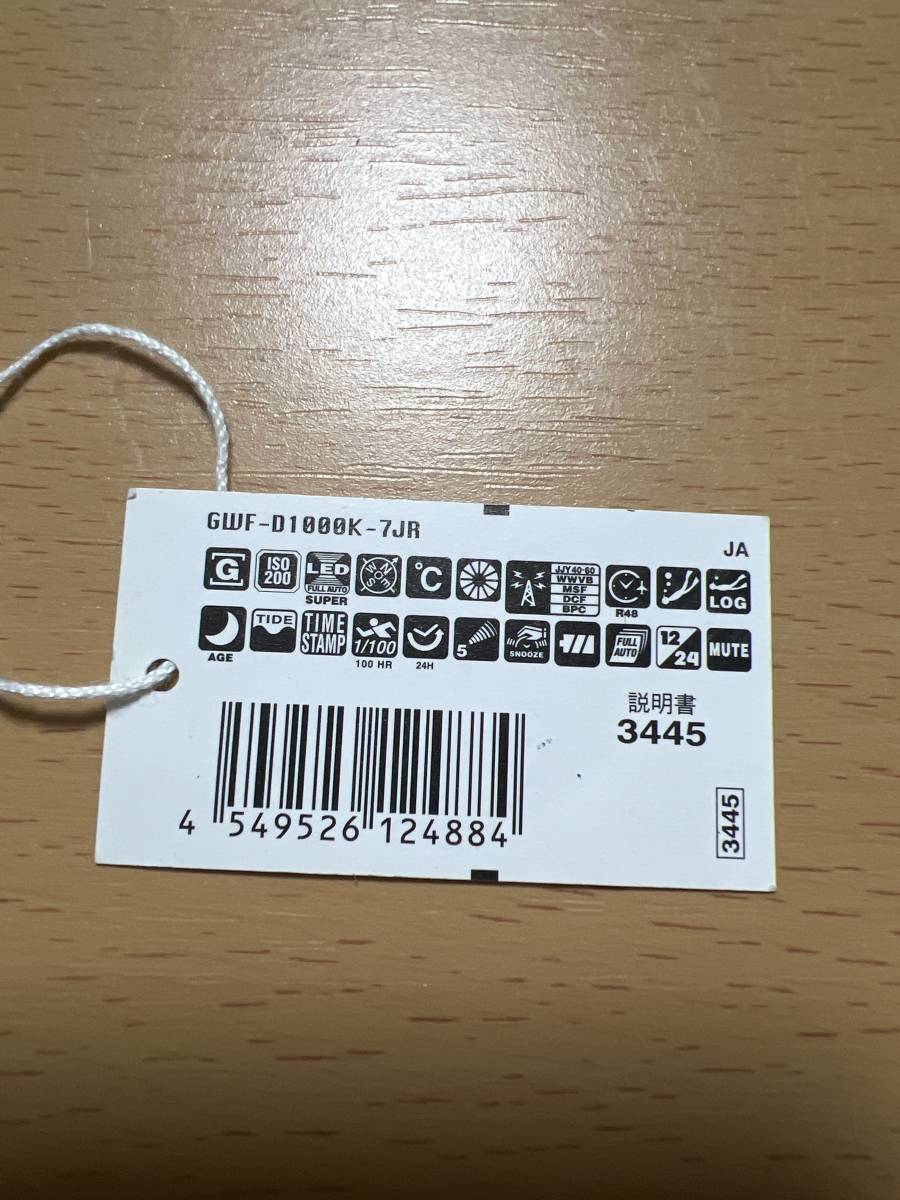 GWF-D1000K-7JR
JA
G
ISO
200
LED
FULL AUTO
SUPER
N
E
S
W
°C
JJY40·60
WWVB
MSF
DCF
BPC
R48
LOG
AGE
TIDE
TIME
STAMP
1/100
100 HR
24H
5
SNOOZE
FULL
AUTO
12/24
MUTE
説明書
3445
4 549526 124884
3445